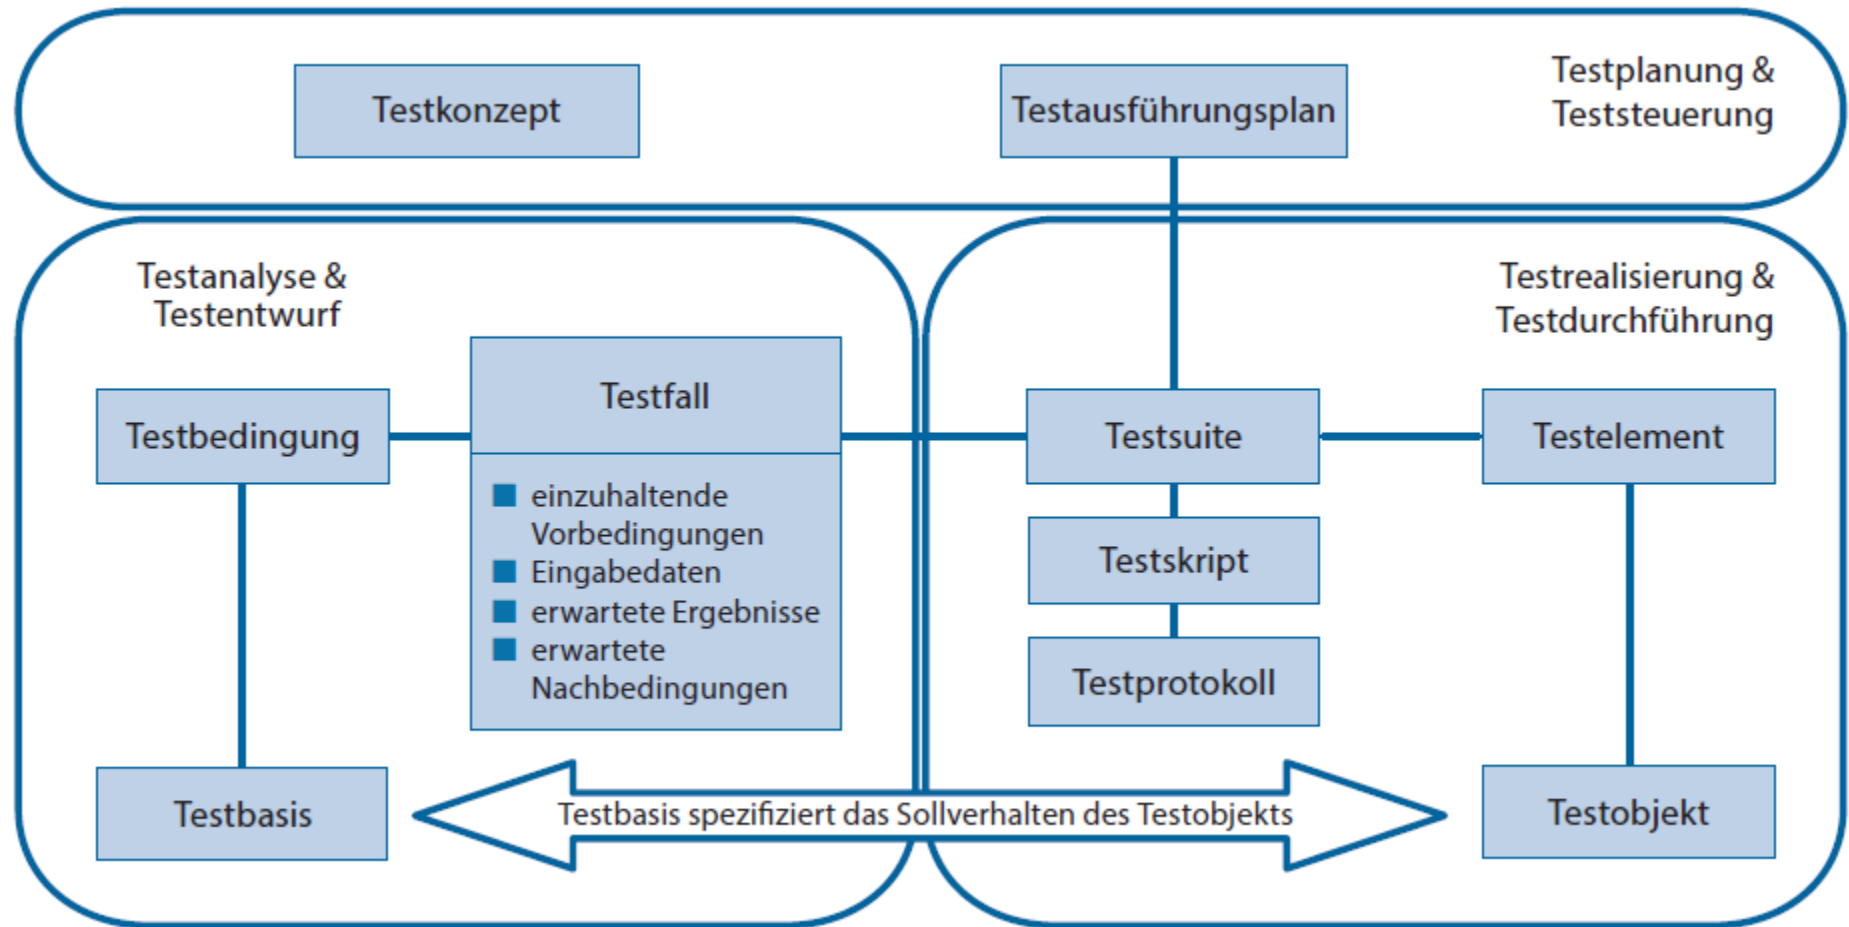 Testkonzept
Testausführungsplan
Testplanung &
Teststeuerung
Testanalyse &
Testentwurf
Testbedingung
Testfall
einzuhaltende
Vorbedingungen
Eingabedaten
erwartete Ergebnisse
erwartete
Nachbedingungen
Testbasis
Testrealisierung &
Testdurchführung
Testsuite
Testelement
Testskript
Testprotokoll
Testobjekt
Testbasis spezifiziert das Sollverhalten des Testobjekts